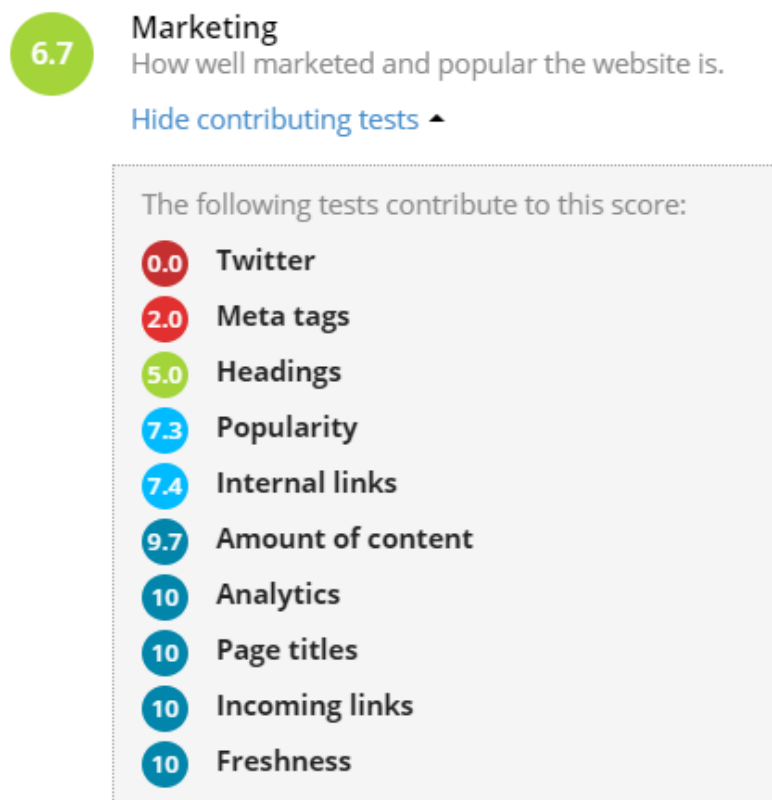 6.7 Marketing
How well marketed and popular the website is.
Hide contributing tests
The following tests contribute to this score:
0.0 Twitter
2.0 Meta tags
5.0 Headings
7.3 Popularity
7.4 Internal links
9.7 Amount of content
10 Analytics
10 Page titles
10 Incoming links
10 Freshness